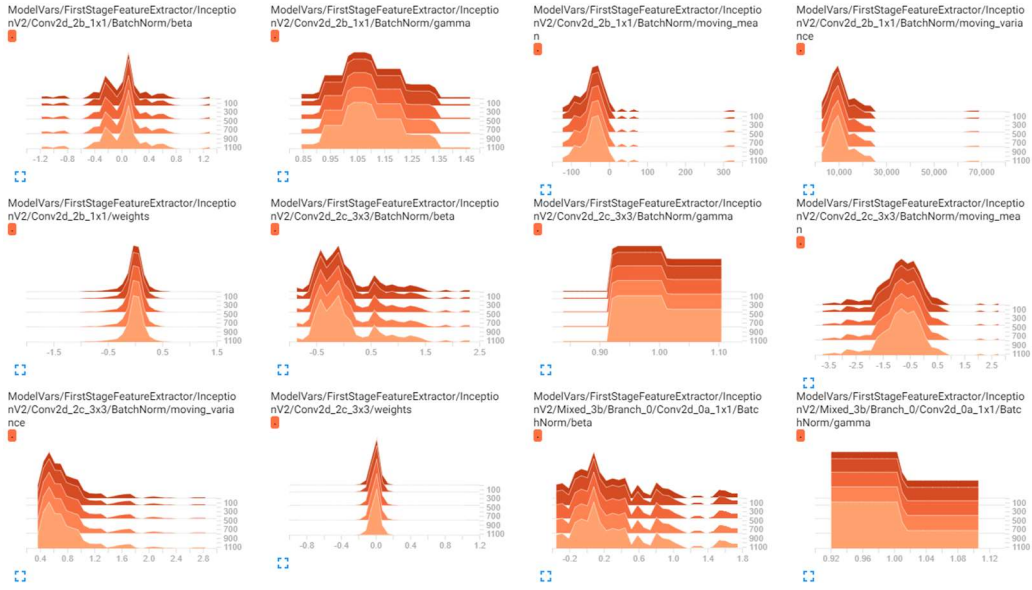 ModelVars/FirstStageFeatureExtractor/Inceptio
nV2/Conv2d_2b_1x1/BatchNorm/beta
100
300
500
700
900
1100
-1.2 -0.8 -0.4 0.0 0.4 0.8 1.2
ModelVars/FirstStageFeatureExtractor/Inceptio
nV2/Conv2d_2b_1x1/BatchNorm/gamma
100
300
500
700
900
1100
0.85 0.95 1.05 1.15 1.25 1.35 1.45
ModelVars/FirstStageFeatureExtractor/Inceptio
nV2/Conv2d_2b_1x1/BatchNorm/moving_mea
n
100
300
500
700
900
1100
-100 0 100 200 300
ModelVars/FirstStageFeatureExtractor/Inceptio
nV2/Conv2d_2b_1x1/BatchNorm/moving_varia
nce
100
300
500
700
900
1100
10,000 30,000 50,000 70,000
ModelVars/FirstStageFeatureExtractor/Inceptio
nV2/Conv2d_2b_1x1/weights
100
300
500
700
900
1100
-1.5 -0.5 0.5 1.5
ModelVars/FirstStageFeatureExtractor/Inceptio
nV2/Conv2d_2c_3x3/BatchNorm/beta
100
300
500
700
900
1100
-0.5 0.5 1.5 2.5
ModelVars/FirstStageFeatureExtractor/Inceptio
nV2/Conv2d_2c_3x3/BatchNorm/gamma
100
300
500
700
900
1100
0.90 1.00 1.10
ModelVars/FirstStageFeatureExtractor/Inceptio
nV2/Conv2d_2c_3x3/BatchNorm/moving_mea
n
100
300
500
700
900
1100
-3.5 -2.5 -1.5 -0.5 0.5 1.5 2.5
ModelVars/FirstStageFeatureExtractor/Inceptio
nV2/Conv2d_2c_3x3/BatchNorm/moving_varia
nce
100
300
500
700
900
1100
0.4 0.8 1.2 1.6 2.0 2.4 2.8
ModelVars/FirstStageFeatureExtractor/Inceptio
nV2/Conv2d_2c_3x3/weights
100
300
500
700
900
1100
-0.8 -0.4 0.0 0.4 0.8 1.2
ModelVars/FirstStageFeatureExtractor/Inceptio
nV2/Mixed_3b/Branch_0/Conv2d_0a_1x1/Batc
hNorm/beta
100
300
500
700
900
1100
-0.2 0.2 0.6 1.0 1.4 1.8
ModelVars/FirstStageFeatureExtractor/Inceptio
nV2/Mixed_3b/Branch_0/Conv2d_0a_1x1/Batc
hNorm/gamma
100
300
500
700
900
1100
0.92 0.96 1.00 1.04 1.08 1.12